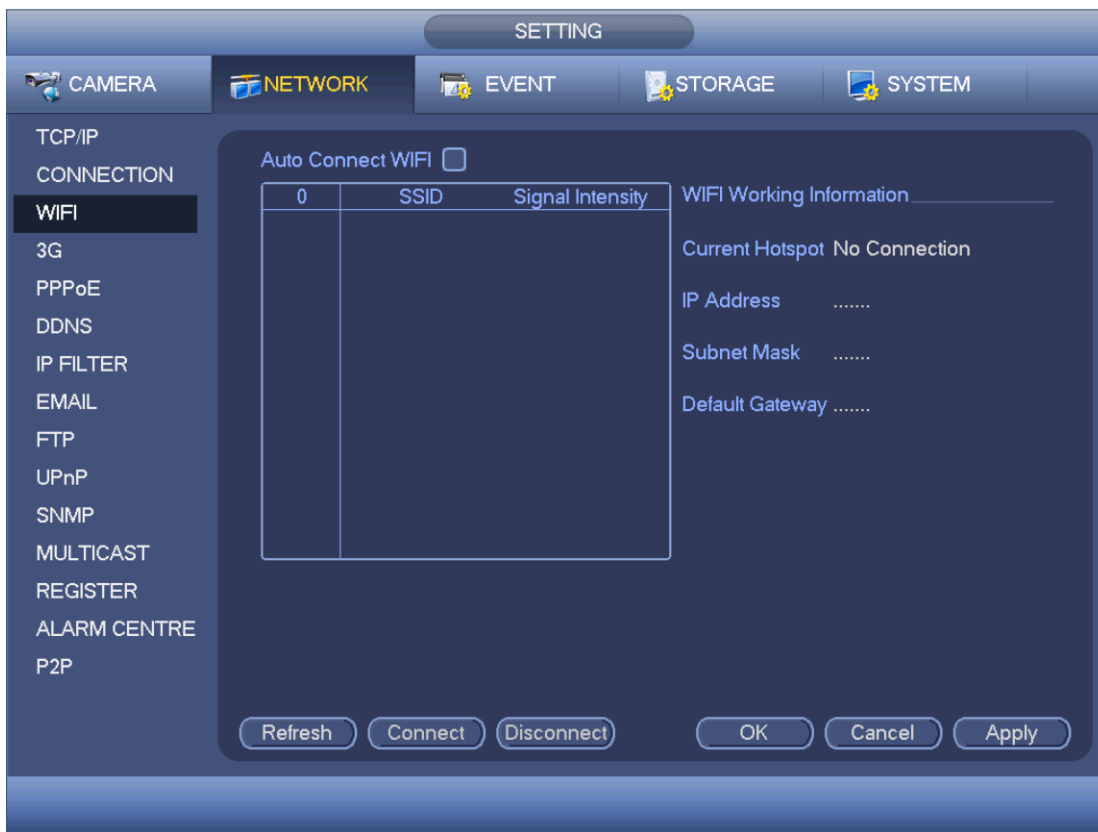 SETTING
CAMERA NETWORK EVENT STORAGE SYSTEM
TCP/IP
CONNECTION
WIFI
3G
PPPoE
DDNS
IP FILTER
EMAIL
FTP
UPnP
SNMP
MULTICAST
REGISTER
ALARM CENTRE
P2P
Auto Connect WIFI
0 SSID Signal Intensity
WIFI Working Information
Current Hotspot No Connection
IP Address .......
Subnet Mask .......
Default Gateway .......
Refresh Connect Disconnect OK Cancel Apply